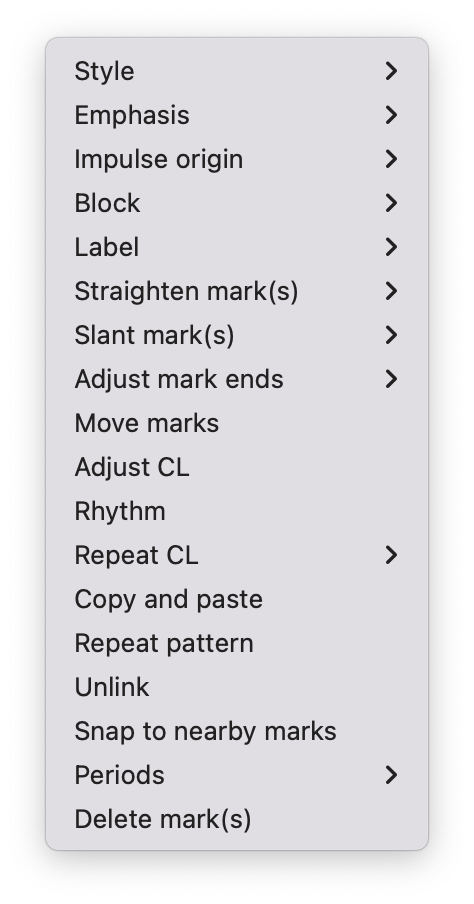 Style
Emphasis
Impulse origin
Block
Label
Straighten mark(s)
Slant mark(s)
Adjust mark ends
Move marks
Adjust CL
Rhythm
Repeat CL
Copy and paste
Repeat pattern
Unlink
Snap to nearby marks
Periods
Delete mark(s)